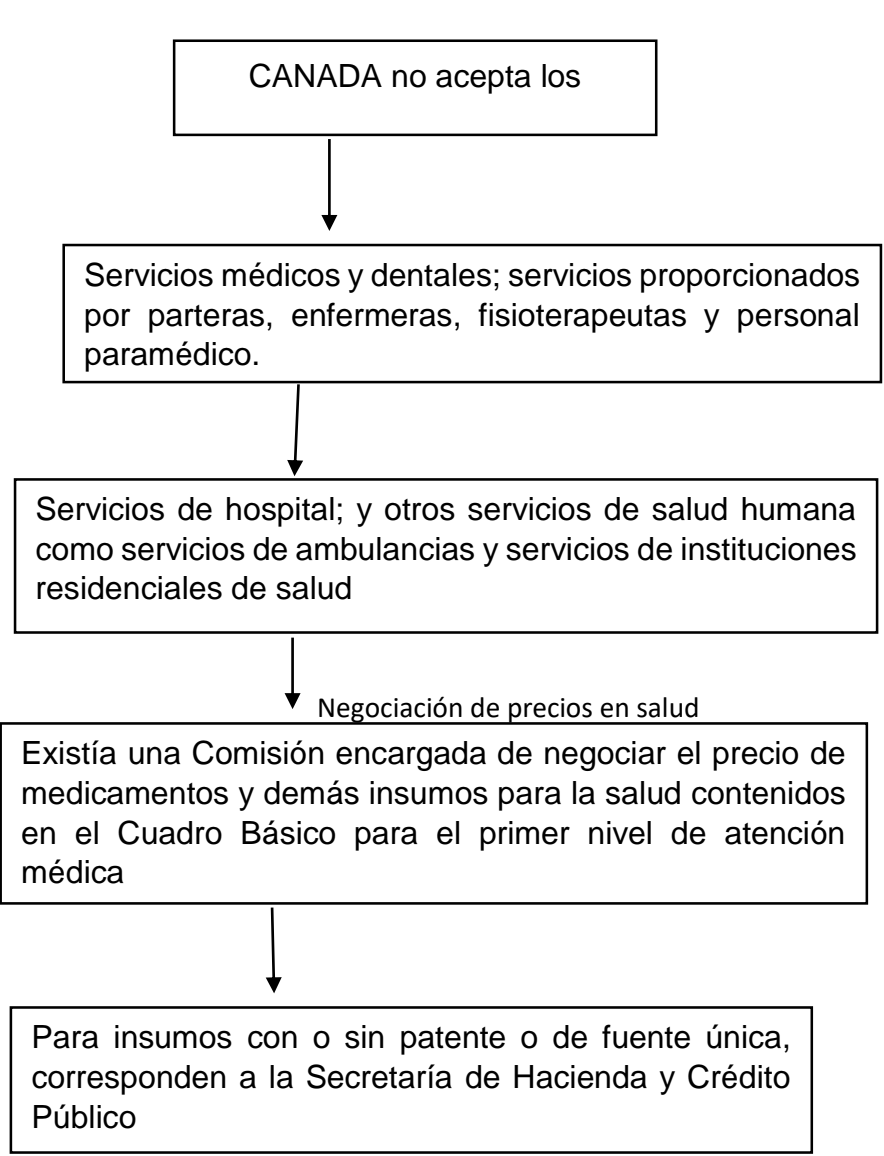 CANADA no acepta los
Servicios médicos y dentales; servicios proporcionados
por parteras, enfermeras, fisioterapeutas y personal
paramédico.
Servicios de hospital; y otros servicios de salud humana
como servicios de ambulancias y servicios de instituciones
residenciales de salud
Negociación de precios en salud
Existía una Comisión encargada de negociar el precio de
medicamentos y demás insumos para la salud contenidos
en el Cuadro Básico para el primer nivel de atención
médica
Para insumos con o sin patente o de fuente única,
corresponden a la Secretaría de Hacienda y Crédito
Público